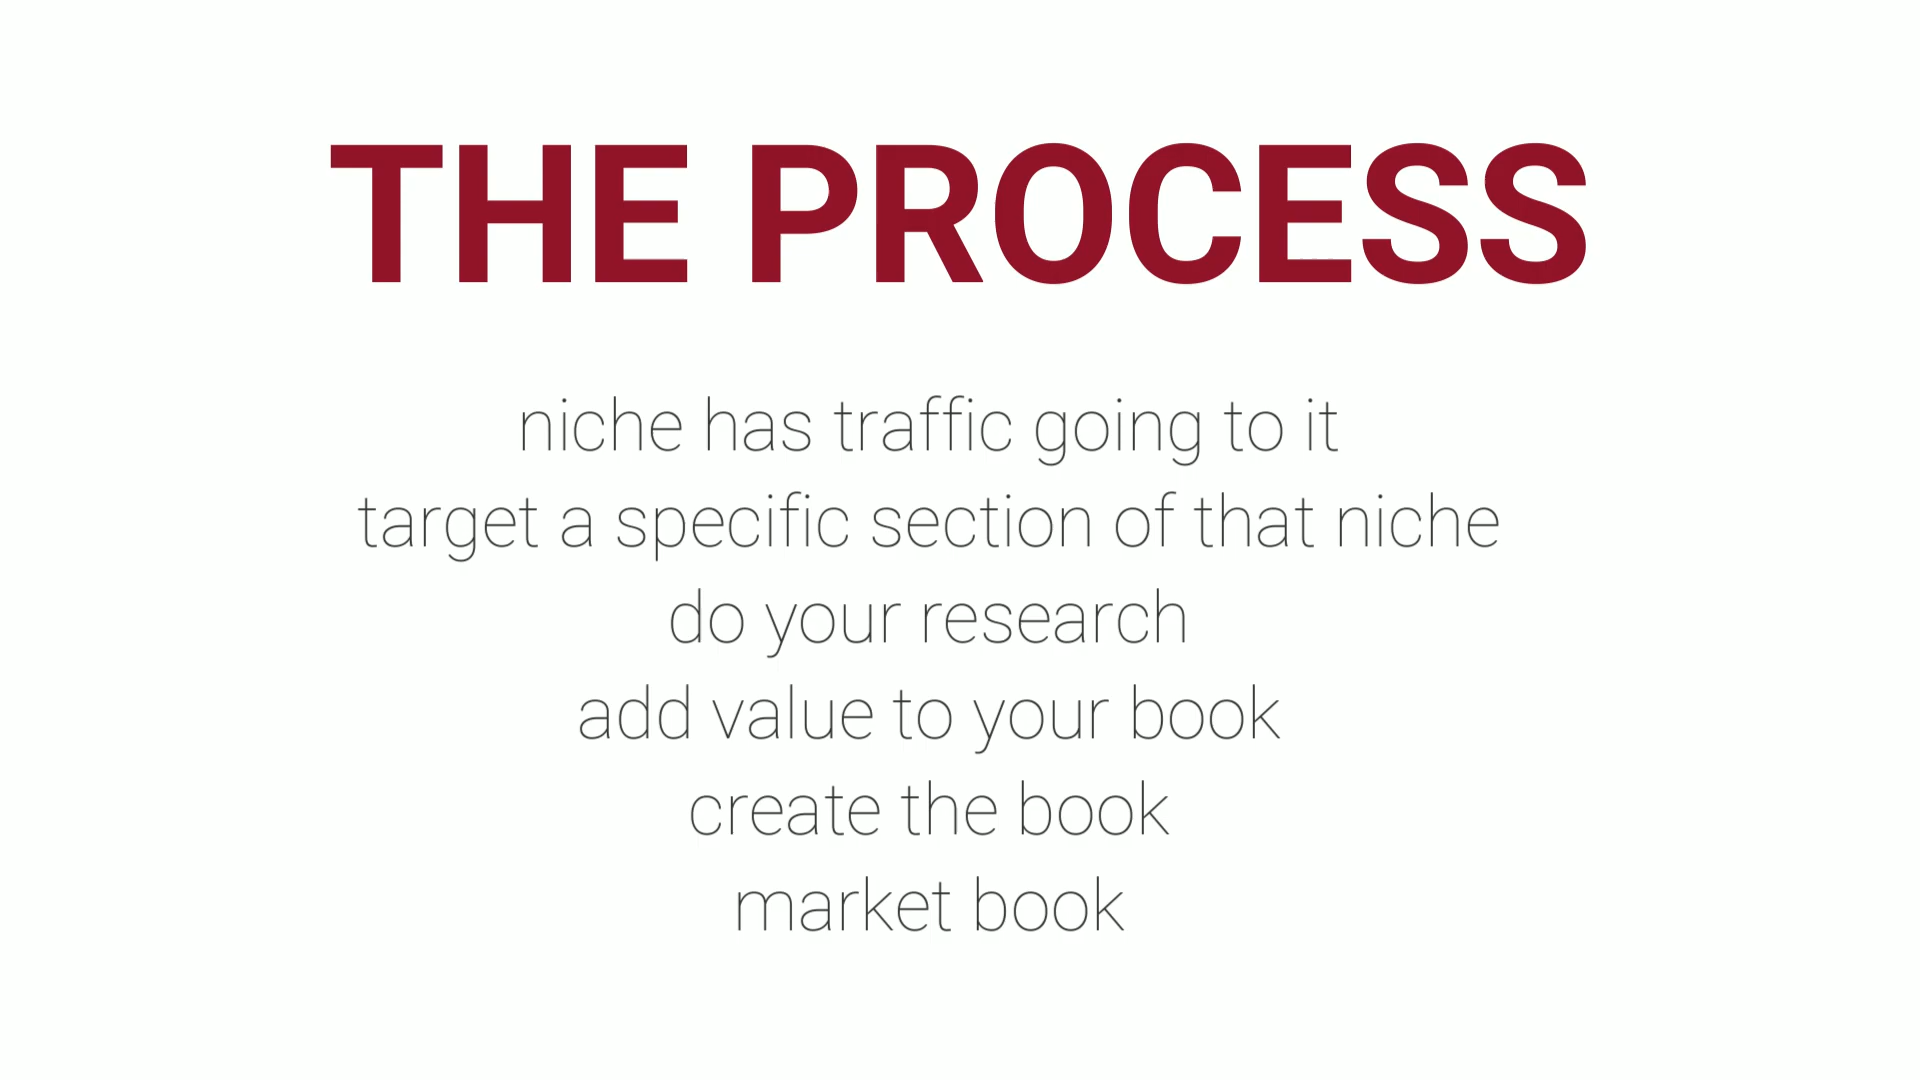 THE PROCESS
niche has traffic going to it
target a specific section of that niche
do your research
add value to your book
create the book
market book